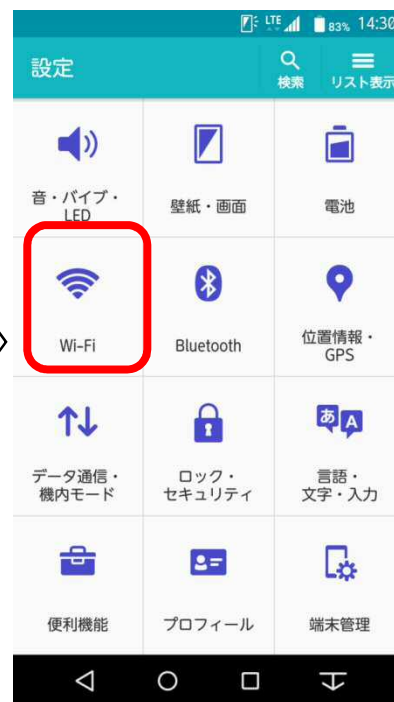 LTE 83% 14:30
設定
検索 リスト表示
音・バイブ・
LED
壁紙・画面
電池
Wi-Fi
Bluetooth
位置情報・
GPS
データ通信・
機内モード
ロック・
セキュリティ
あ A
言語・
文字・入力
便利機能
プロフィール
端末管理